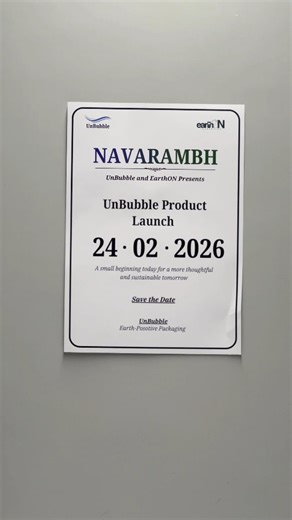 UnBubble
earth N
NAVARAMBH
UnBubble and EarthON Presents
UnBubble Product
Launch
24 · 02 · 2026
A small beginning today for a more thoughtful
and sustainable tomorrow
Save the Date
UnBubble
Earth-Positive Packaging